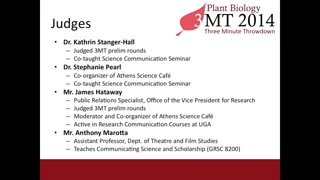 Judges
Plant Biology
3MT 2014
Three Minute Throwdown
• Dr. Kathrin Stanger-Hall
– Judged 3MT prelim rounds
– Co-taught Science Communication Seminar
• Dr. Stephanie Pearl
– Co-organizer of Athens Science Café
– Co-taught Science Communication Seminar
• Mr. James Hataway
– Public Relations Specialist, Office of the Vice President for Research
– Judged 3MT prelim rounds
– Moderator and Co-organizer of Athens Science Café
– Active in Research Communication Courses at UGA
• Mr. Anthony Marotta
– Assistant Professor, Dept. of Theatre and Film Studies
– Teaches Communicating Science and Scholarship (GRSC 8200)